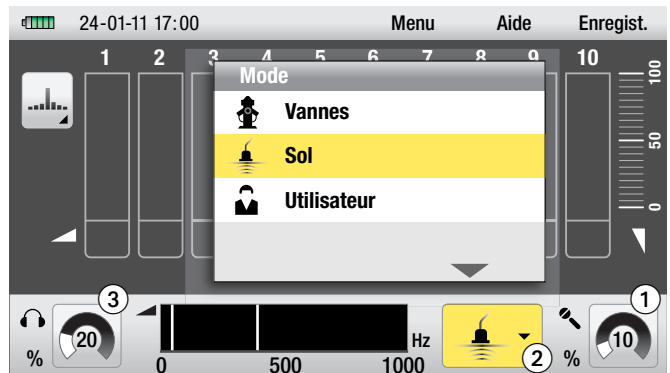 24-01-11 17:00 Menu Aide Enregist.
1 2 3 4 5 6 7 8 9 10
Mode
Vannes
Sol
Utilisateur
100
50
0
3
1
20
10
Hz
2
% 0 500 1000 %